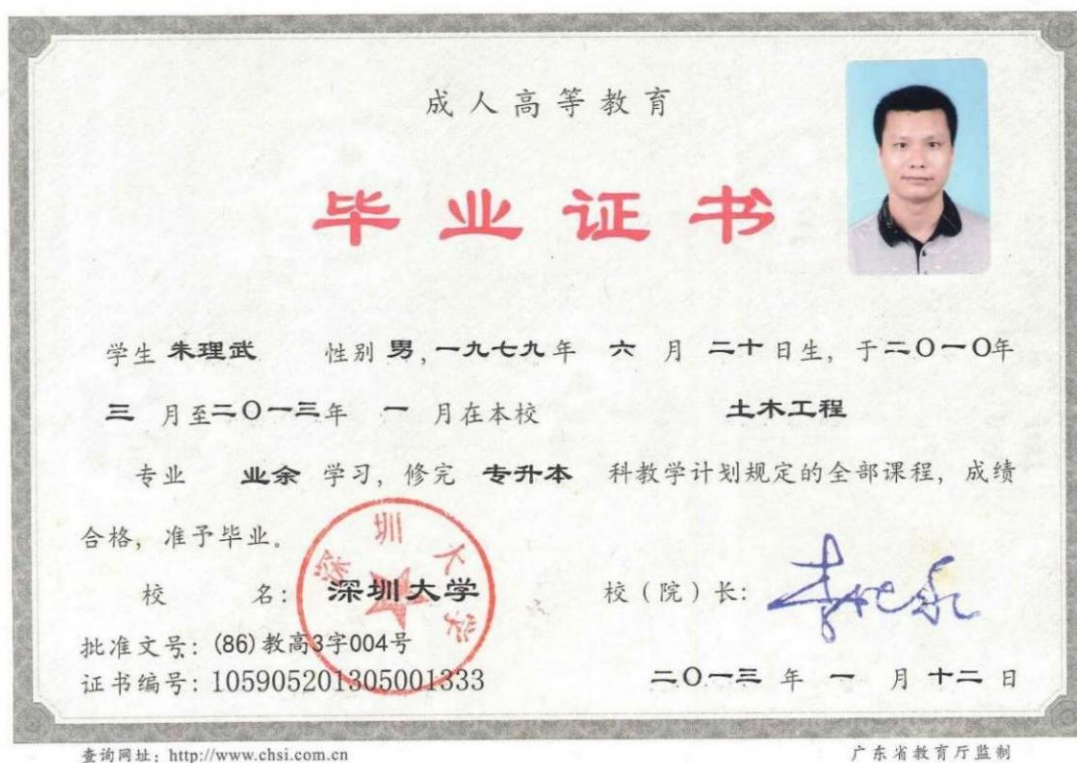 成人高等教育
毕业证书
学生 朱理武 性别 男，一九七九年 六 月 二十日生，于二〇一〇年
三 月至二〇一三年 一 月在本校 土木工程
专业 业余 学习，修完 专升本 科教学计划规定的全部课程，成绩
合格，准予毕业。
深圳大学
校 名：深圳大学 校（院）长：
批准文号：(86)教高3字004号
证书编号：105905201305001333 二〇一三 年 一 月 十二 日
查询网址：http://www.chsi.com.cn 广东省教育厅监制